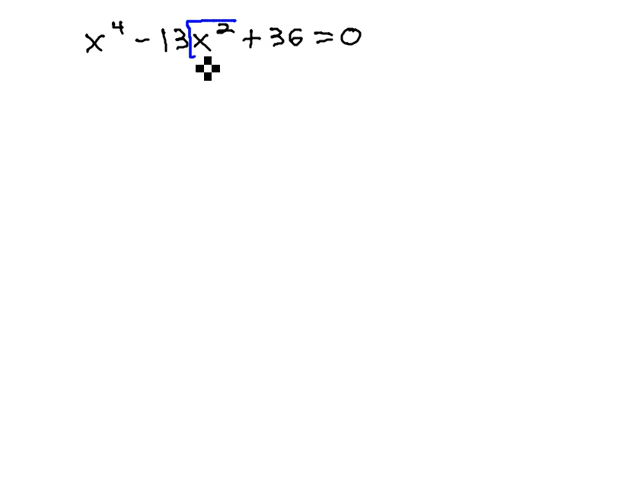 x⁴ - 13x² + 36 = 0